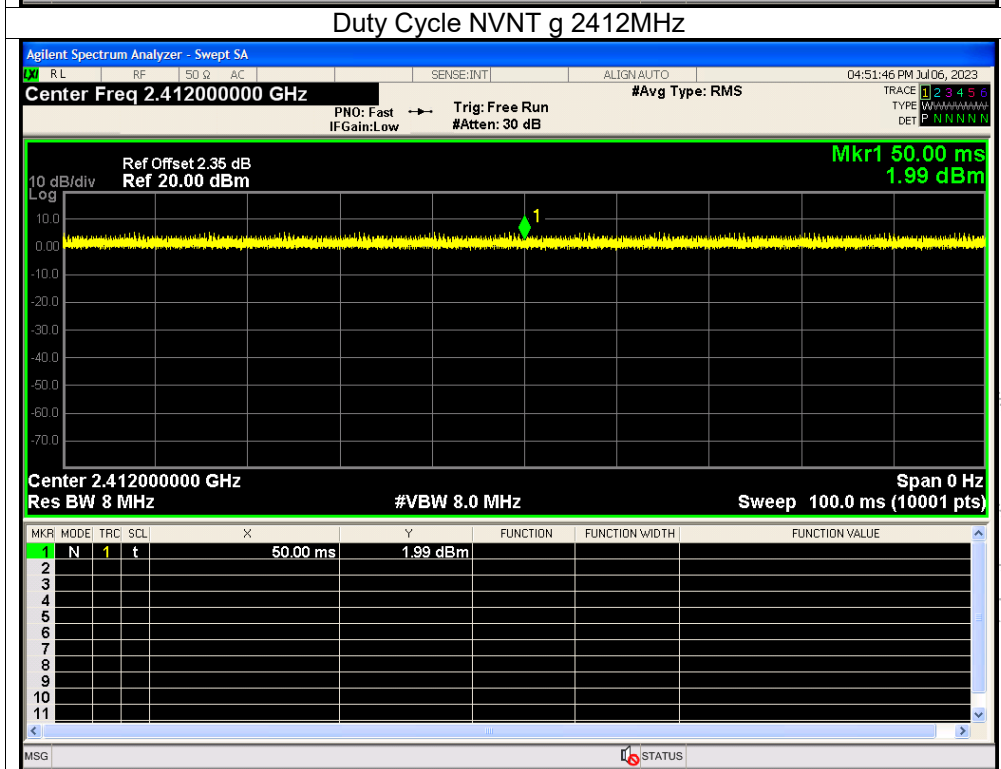 Duty Cycle NVNT g 2412MHz
Agilent Spectrum Analyzer - Swept SA
LXI RL RF 50 Ω AC SENSE:INT ALIGN AUTO 04:51:46 PM Jul 06, 2023
Center Freq 2.412000000 GHz #Avg Type: RMS TRACE 1 2 3 4 5 6
PNO: Fast Trig: Free Run TYPE WWWWWW
IFGain:Low #Atten: 30 dB DET P N N N N N
Mkr1 50.00 ms
Ref Offset 2.35 dB
10 dB/div Ref 20.00 dBm 1.99 dBm
Log
10.0
1
0.00
-10.0
-20.0
-30.0
-40.0
-50.0
-60.0
-70.0
Center 2.412000000 GHz Span 0 Hz
Res BW 8 MHz #VBW 8.0 MHz Sweep 100.0 ms (10001 pts)
MKR MODE TRC SCL X Y FUNCTION FUNCTION WIDTH FUNCTION VALUE
1 N 1 t 50.00 ms 1.99 dBm
2
3
4
5
6
7
8
9
10
11
MSG STATUS